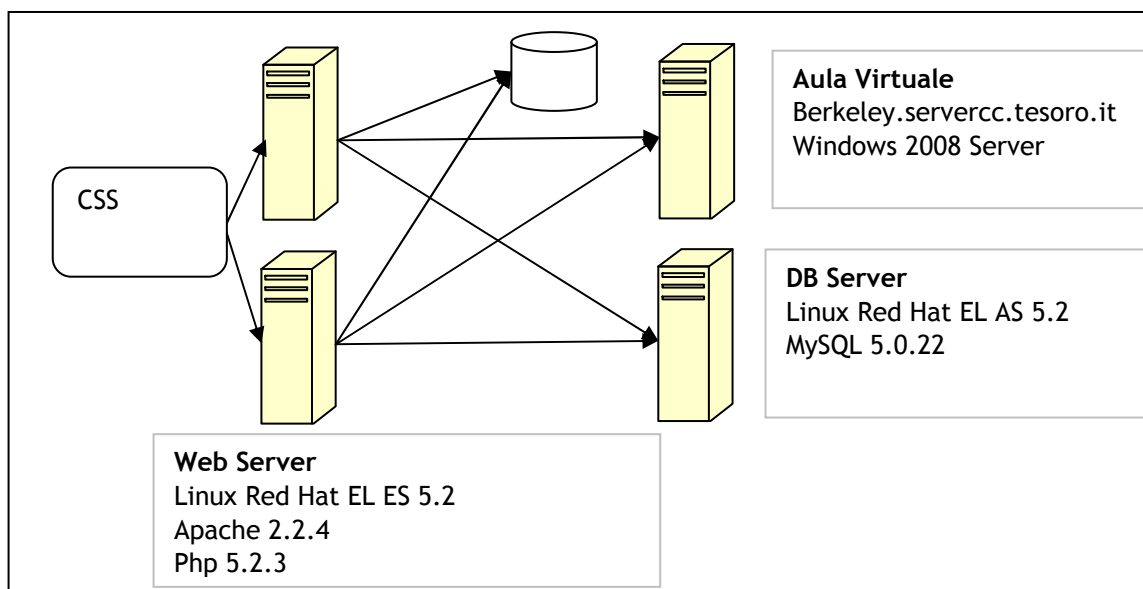 CSS
Aula Virtuale
Berkeley.servercc.tesoro.it
Windows 2008 Server
DB Server
Linux Red Hat EL AS 5.2
MySQL 5.0.22
Web Server
Linux Red Hat EL ES 5.2
Apache 2.2.4
Php 5.2.3